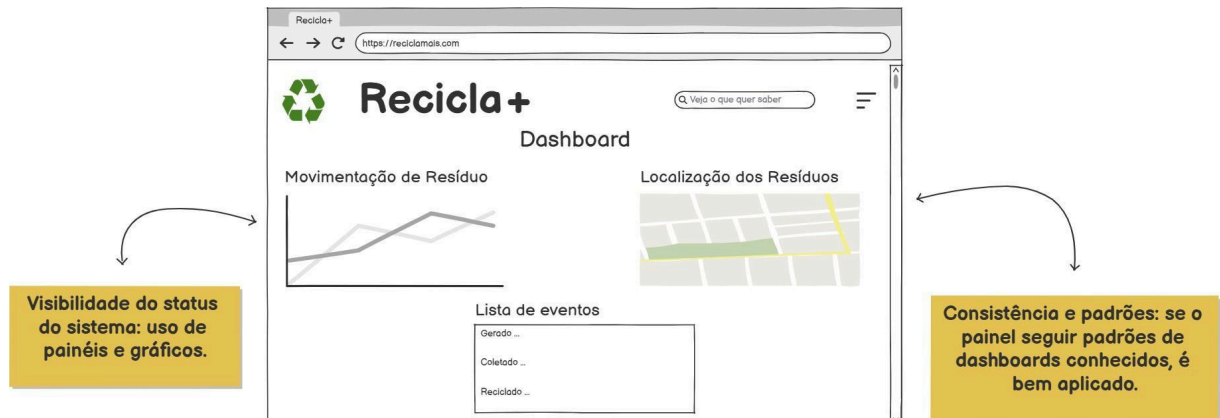 Recicla+
https://reciclamais.com
Recicla+
Veja o que quer saber
Dashboard
Movimentação de Resíduo
Localização dos Resíduos
Lista de eventos
Gerado ...
Coletado ...
Reciclado ...
Visibilidade do status
do sistema: uso de
painéis e gráficos.
Consistência e padrões: se o
painel seguir padrões de
dashboards conhecidos, é
bem aplicado.